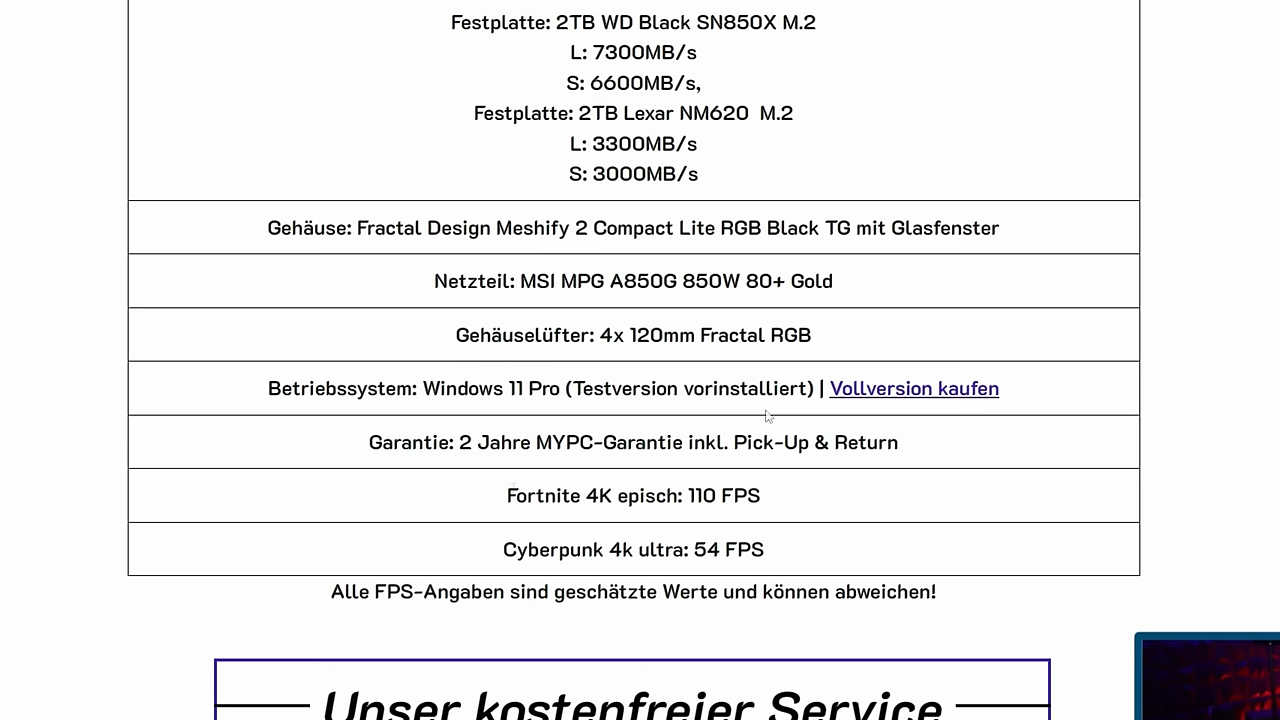 Festplatte: 2TB WD Black SN850X M.2
L: 7300MB/s
S: 6600MB/s,
Festplatte: 2TB Lexar NM620 M.2
L: 3300MB/s
S: 3000MB/s
Gehäuse: Fractal Design Meshify 2 Compact Lite RGB Black TG mit Glasfenster
Netzteil: MSI MPG A850G 850W 80+ Gold
Gehäuselüfter: 4x 120mm Fractal RGB
Betriebssystem: Windows 11 Pro (Testversion vorinstalliert) | Vollversion kaufen
Garantie: 2 Jahre MYPC-Garantie inkl. Pick-Up & Return
Fortnite 4K episch: 110 FPS
Cyberpunk 4k ultra: 54 FPS
Alle FPS-Angaben sind geschätzte Werte und können abweichen!
Unser kostenfreier Service